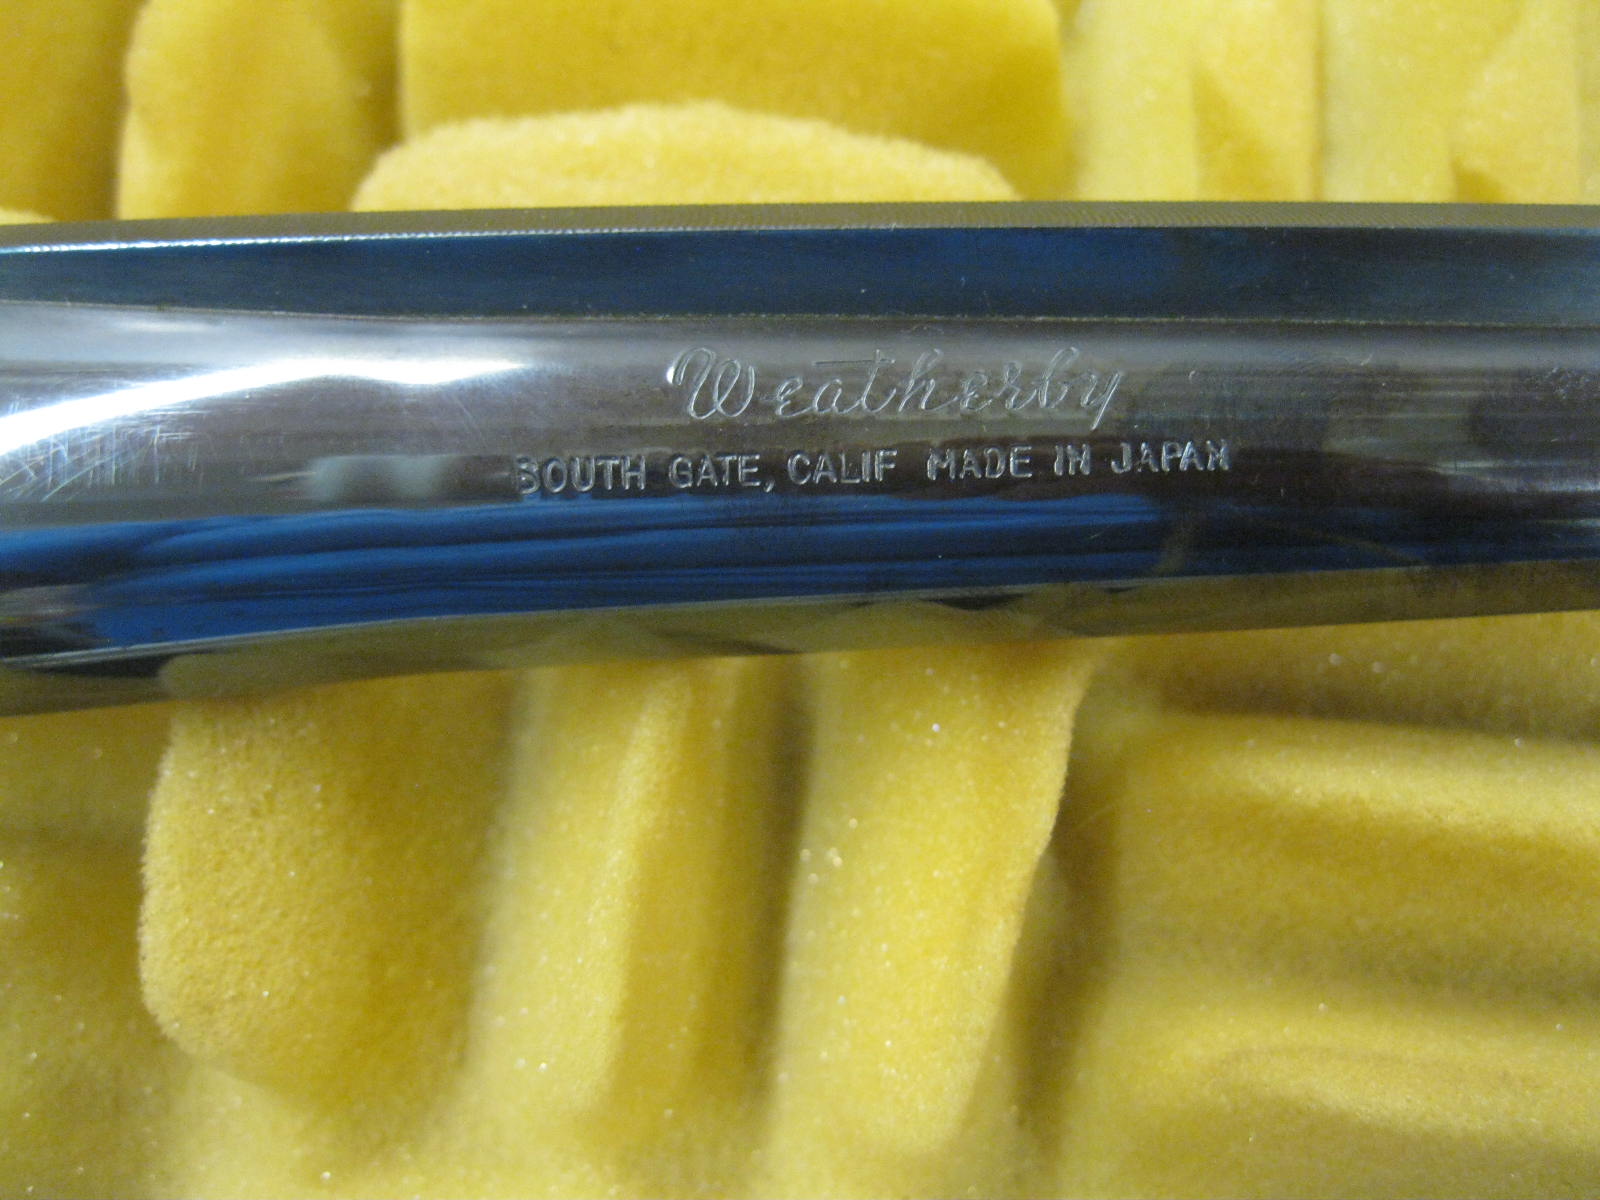 Weatherby
SOUTH GATE, CALIF MADE IN JAPAN